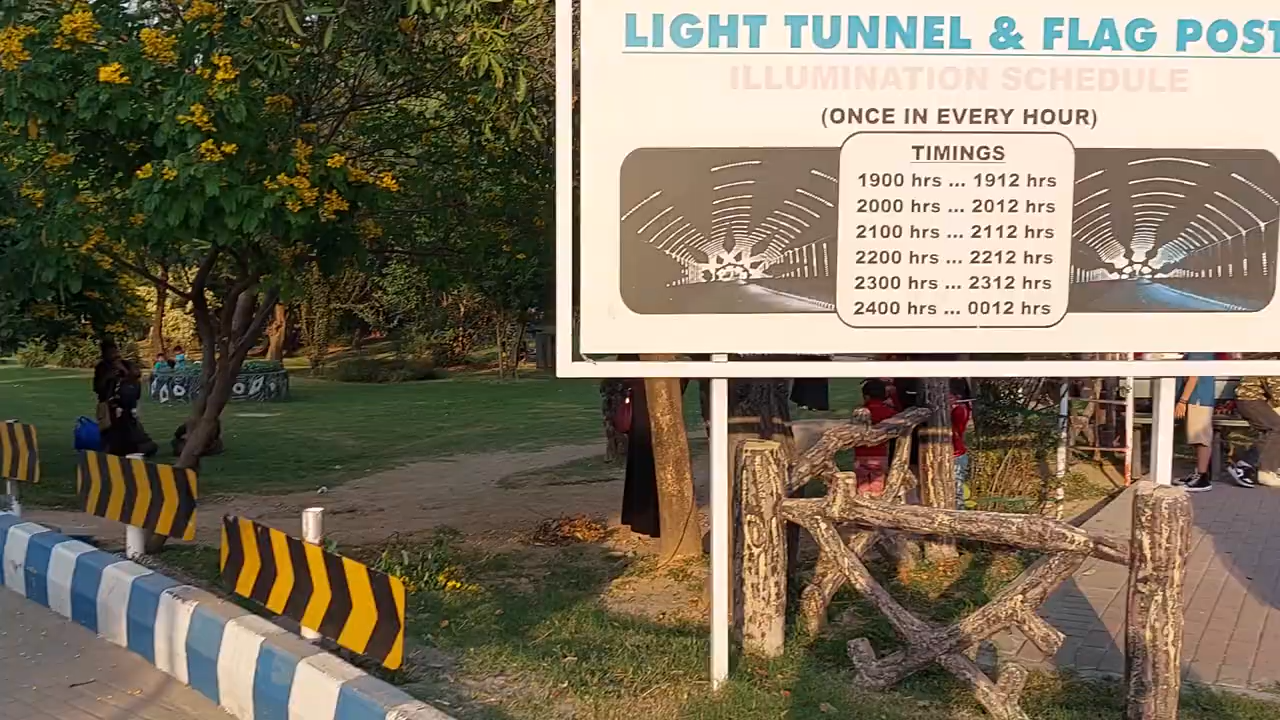 LIGHT TUNNEL & FLAG POST
ILLUMINATION SCHEDULE
(ONCE IN EVERY HOUR)
TIMINGS
1900 hrs ... 1912 hrs
2000 hrs ... 2012 hrs
2100 hrs ... 2112 hrs
2200 hrs ... 2212 hrs
2300 hrs ... 2312 hrs
2400 hrs ... 0012 hrs